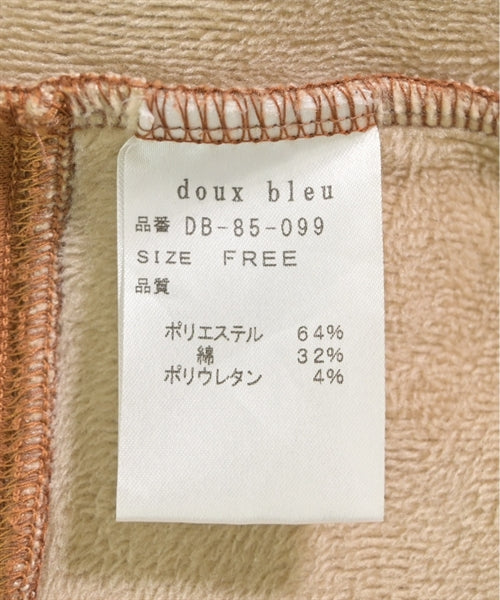 doux bleu
品番 DB-85-099
SIZE FREE
品質
ポリエステル 64%
綿 32%
ポリウレタン 4%